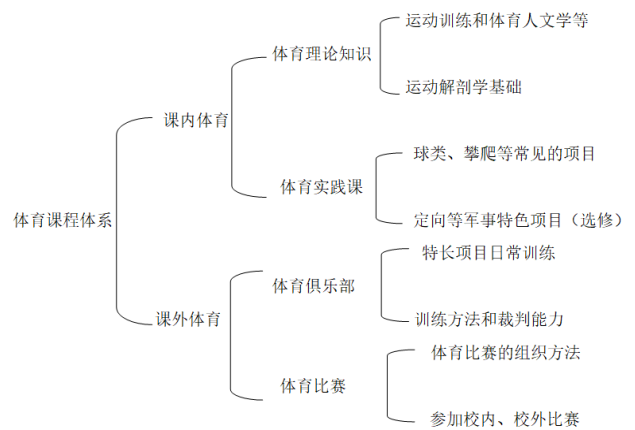 运动训练和体育人文学等
体育理论知识
运动解剖学基础
课内体育
球类、攀爬等常见的项目
体育实践课
体育课程体系
定向等军事特色项目（选修）
特长项目日常训练
体育俱乐部
课外体育
训练方法和裁判能力
体育比赛的组织方法
体育比赛
参加校内、校外比赛